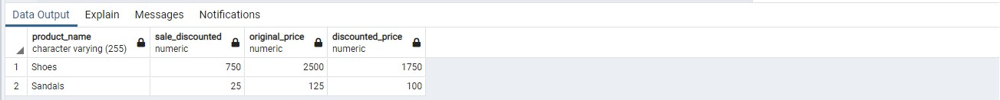 Data Output Explain Messages Notifications
product_name sale_discounted original_price discounted_price
character varying (255) numeric numeric numeric
1 Shoes 750 2500 1750
2 Sandals 25 125 100